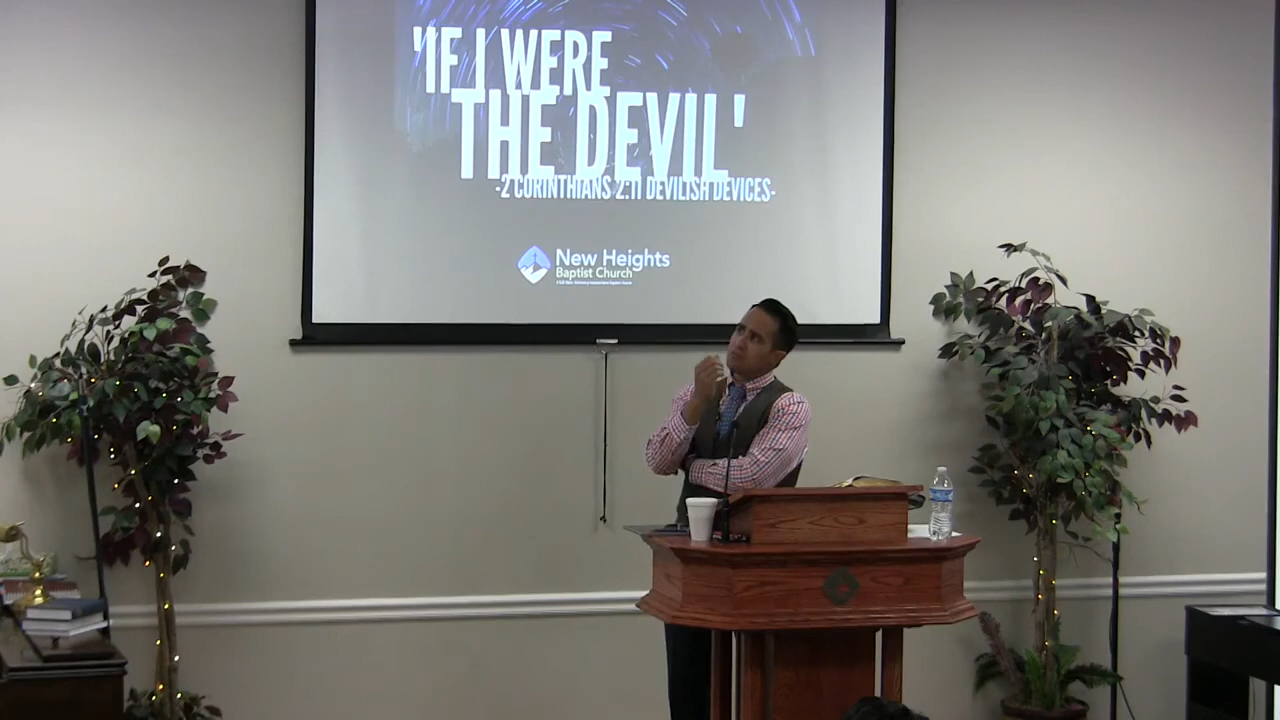 'IF I WERE
THE DEVIL'
-2 CORINTHIANS 2:11 DEVILISH DEVICES-
New Heights
Baptist Church